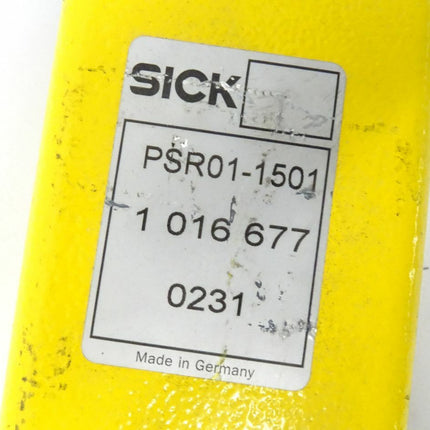 SICK
PSR01-1501
1 016 677
0231
Made in Germany